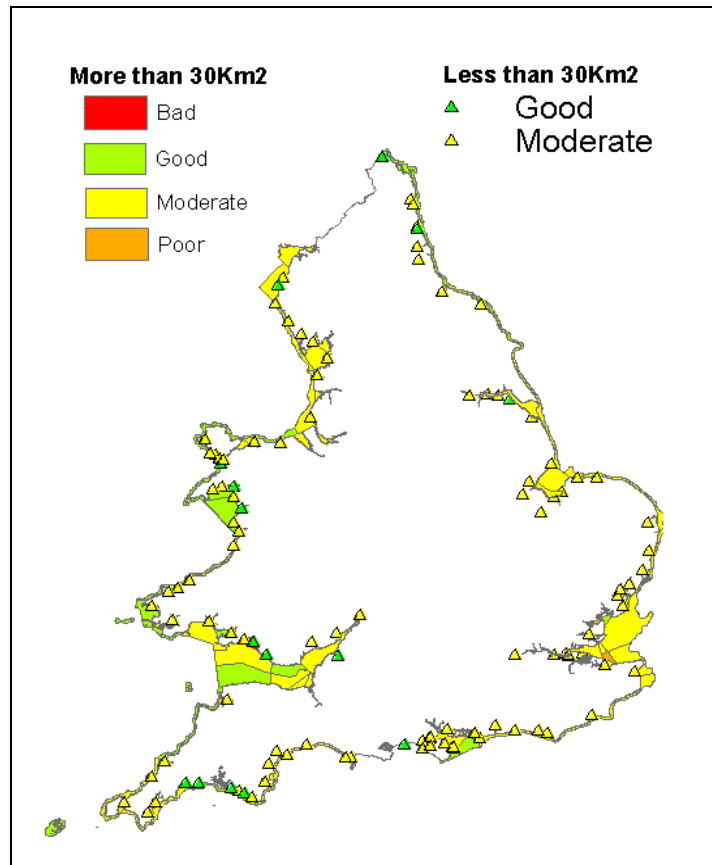 More than 30Km2
Bad
Good
Moderate
Poor
Less than 30Km2
Good
Moderate